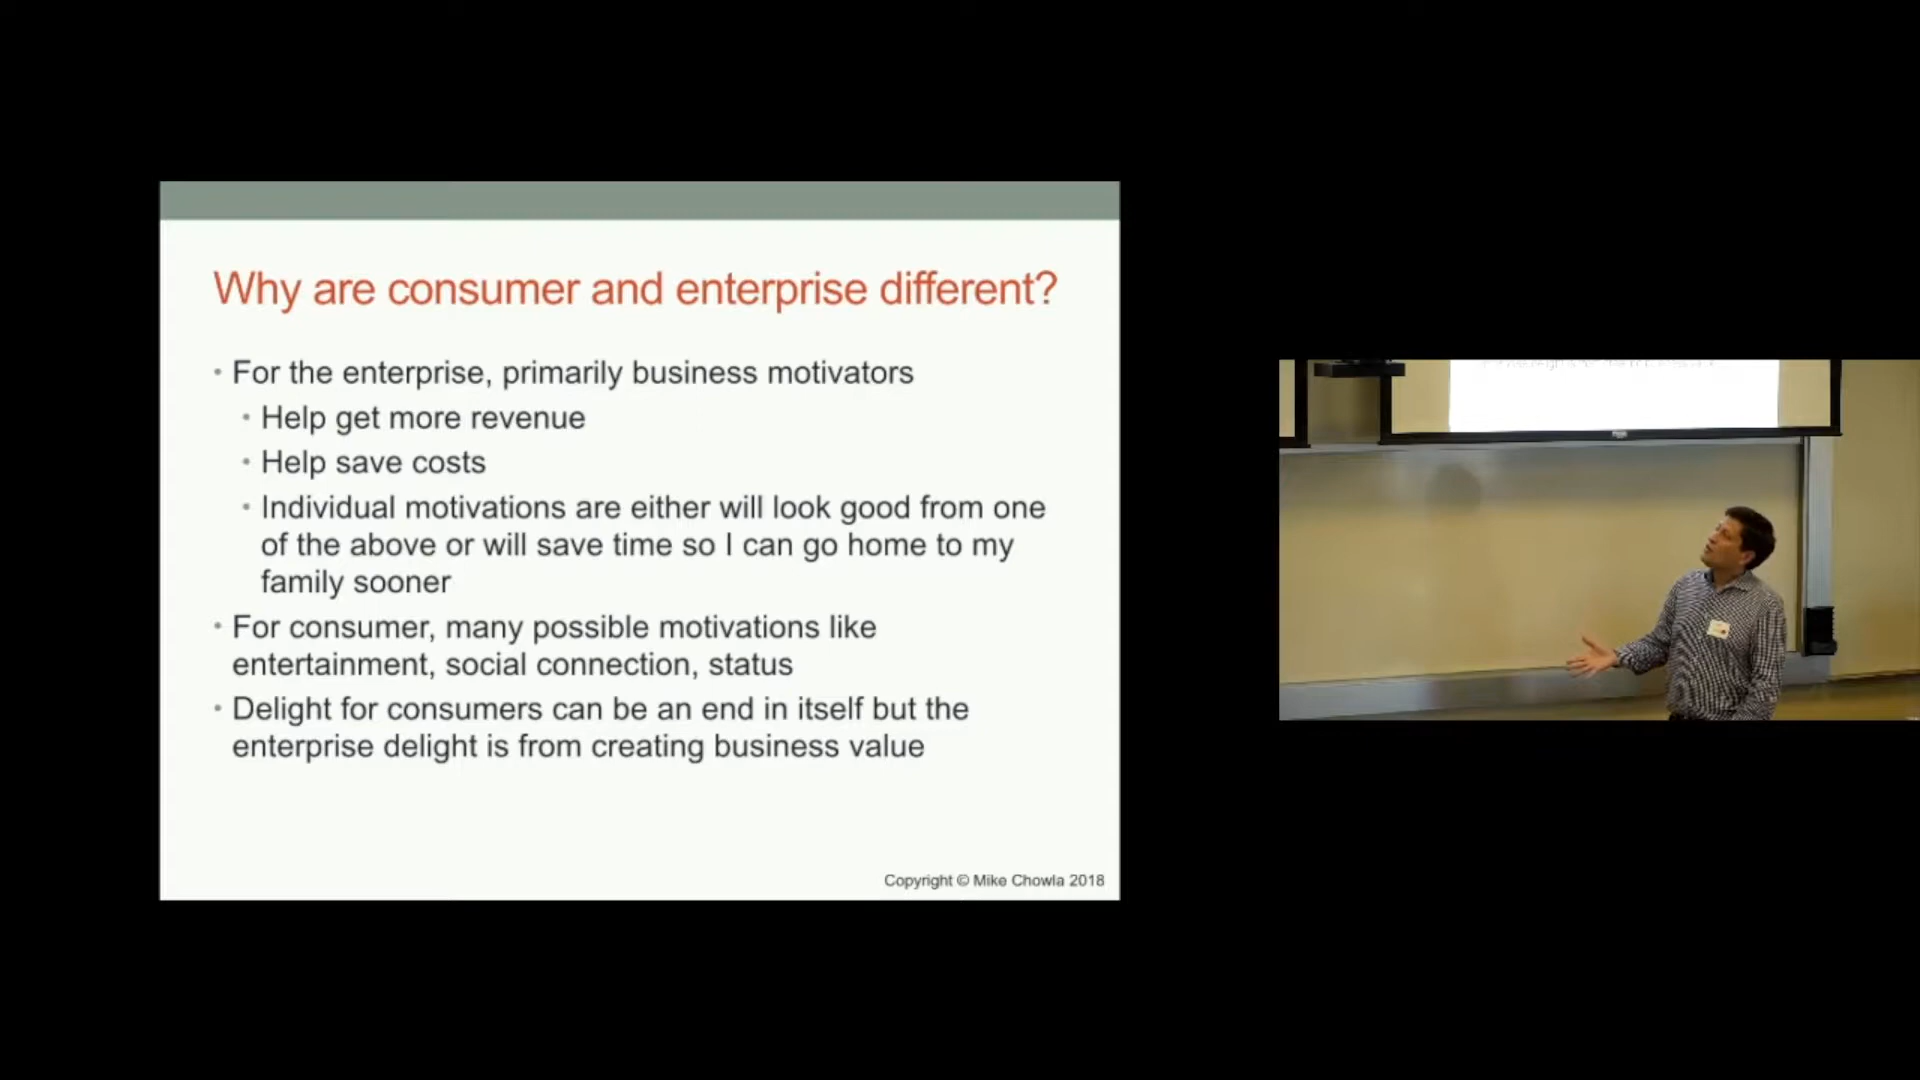 Why are consumer and enterprise different?
• For the enterprise, primarily business motivators
• Help get more revenue
• Help save costs
• Individual motivations are either will look good from one
of the above or will save time so I can go home to my
family sooner
• For consumer, many possible motivations like
entertainment, social connection, status
• Delight for consumers can be an end in itself but the
enterprise delight is from creating business value
Copyright © Mike Chowla 2018